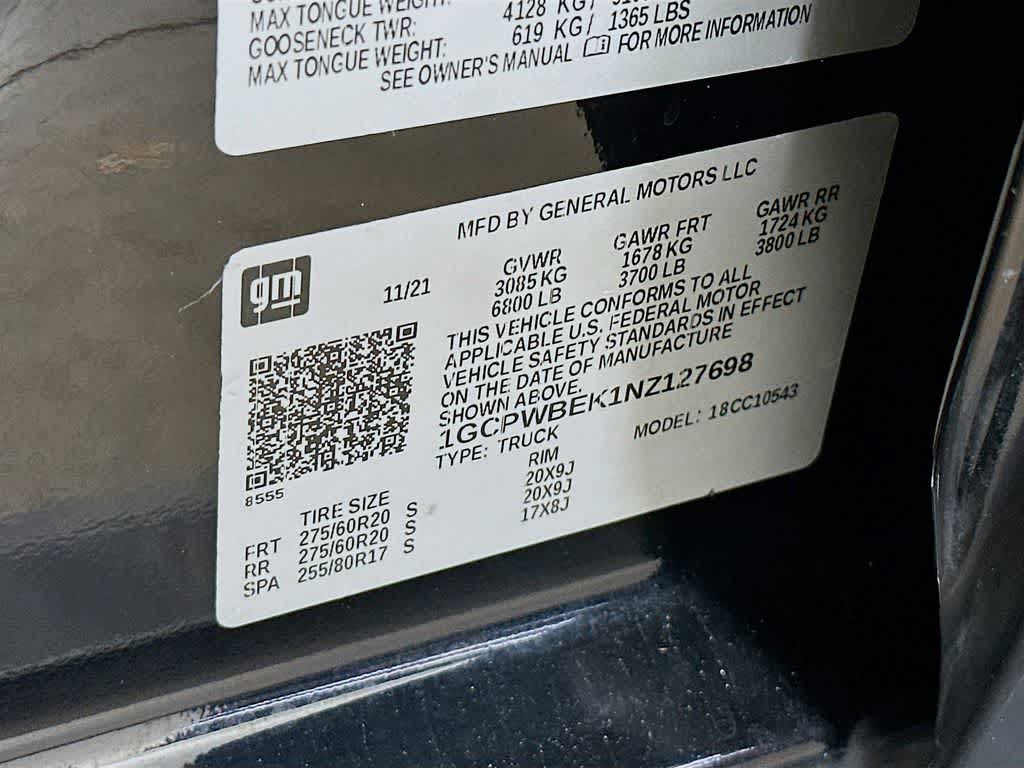 MAX TONGUE WEIGHT:
GOOSENECK TWR: 4128 KG/
MAX TONGUE WEIGHT: 619 KG/ 1365 LBS
SEE OWNER'S MANUAL FOR MORE INFORMATION
MFD BY GENERAL MOTORS LLC
gm
11/21
GVWR GAWR FRT GAWR RR
3085 KG 1678 KG 1724 KG
6800 LB 3700 LB 3800 LB
THIS VEHICLE CONFORMS TO ALL
APPLICABLE U.S. FEDERAL MOTOR
VEHICLE SAFETY STANDARDS IN EFFECT
ON THE DATE OF MANUFACTURE
SHOWN ABOVE.
1GCPWBEK1NZ127698
TYPE: TRUCK MODEL: 18CC10543
8555
TIRE SIZE RIM
FRT 275/60R20 S 20X9J
RR 275/60R20 S 20X9J
SPA 255/80R17 S 17X8J